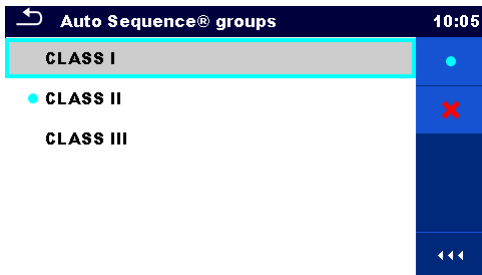 Auto Sequence® groups 10:05
CLASS I
CLASS II
CLASS III